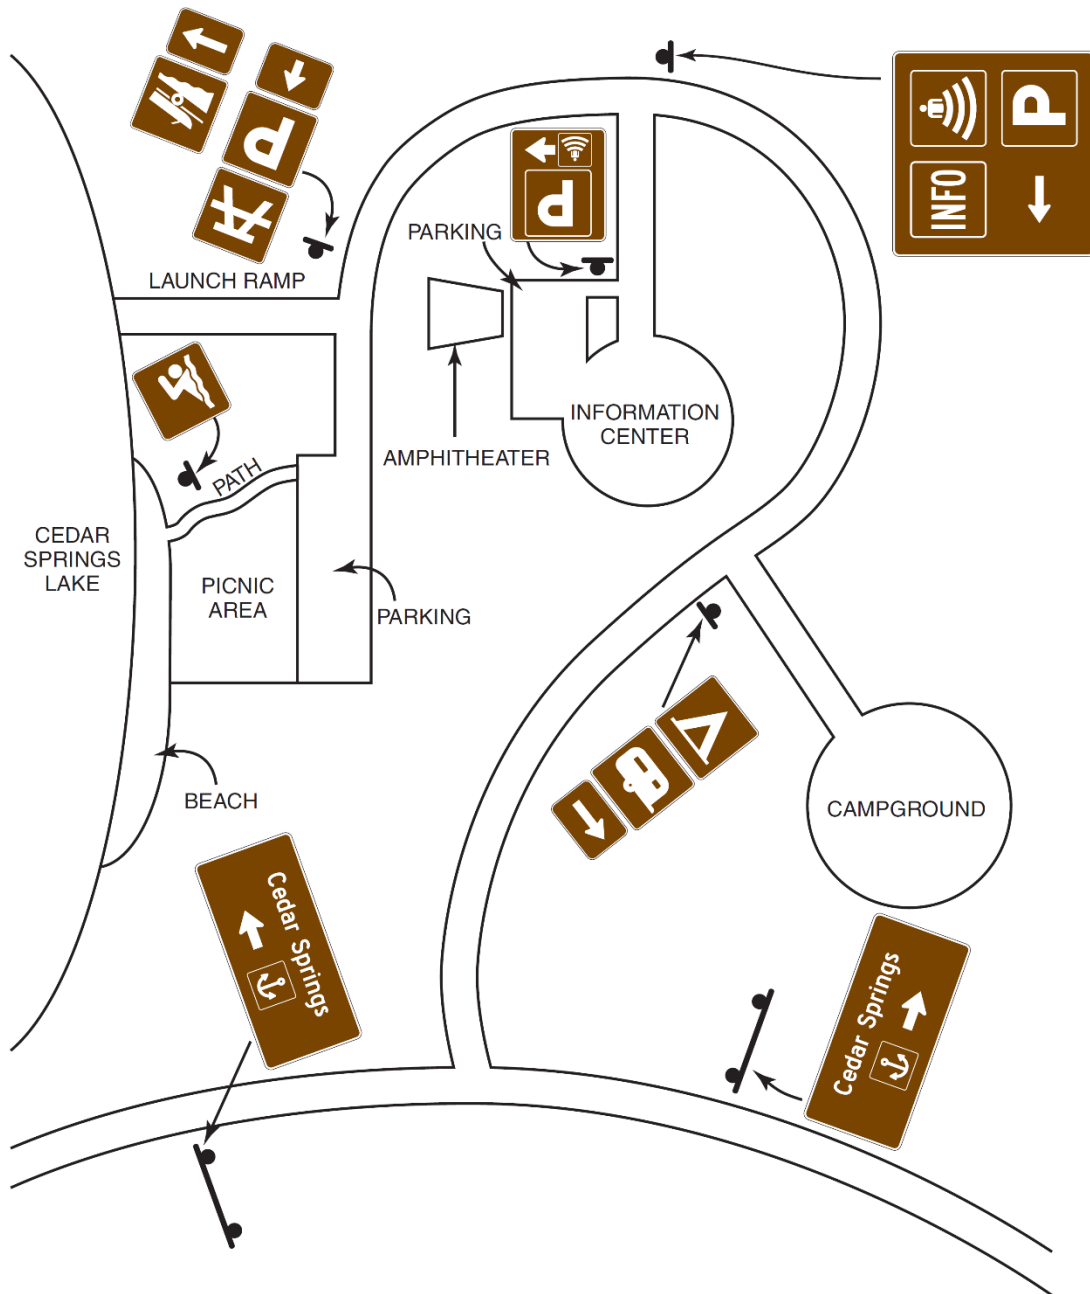 P
INFO
P
P
PARKING
LAUNCH RAMP
AMPHITHEATER
INFORMATION
CENTER
PATH
CEDAR
SPRINGS
LAKE
PICNIC
AREA
PARKING
BEACH
CAMPGROUND
Cedar Springs
Cedar Springs